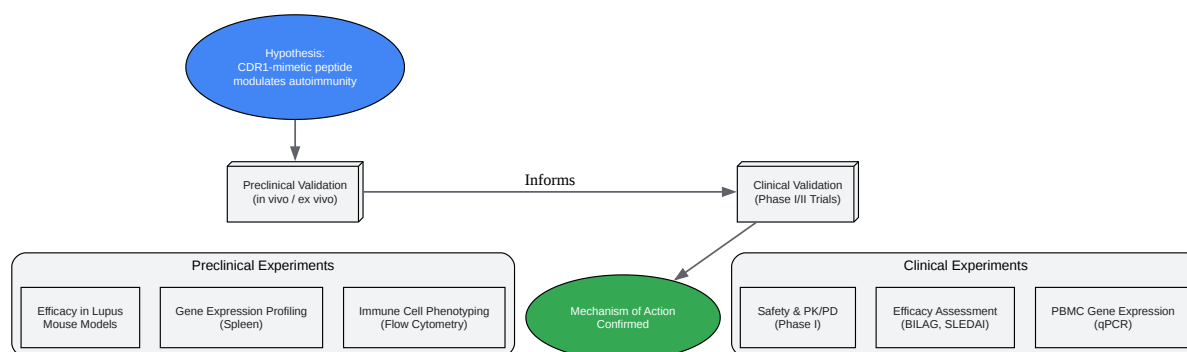 Hypothesis:
CDR1-mimetic peptide
modulates autoimmunity
Preclinical Validation
(in vivo / ex vivo)
Informs
Clinical Validation
(Phase I/II Trials)
Preclinical Experiments
Efficacy in Lupus
Mouse Models
Gene Expression Profiling
(Spleen)
Immune Cell Phenotyping
(Flow Cytometry)
Mechanism of Action
Confirmed
Clinical Experiments
Safety & PK/PD
(Phase I)
Efficacy Assessment
(BILAG, SLEDAI)
PBMC Gene Expression
(qPCR)